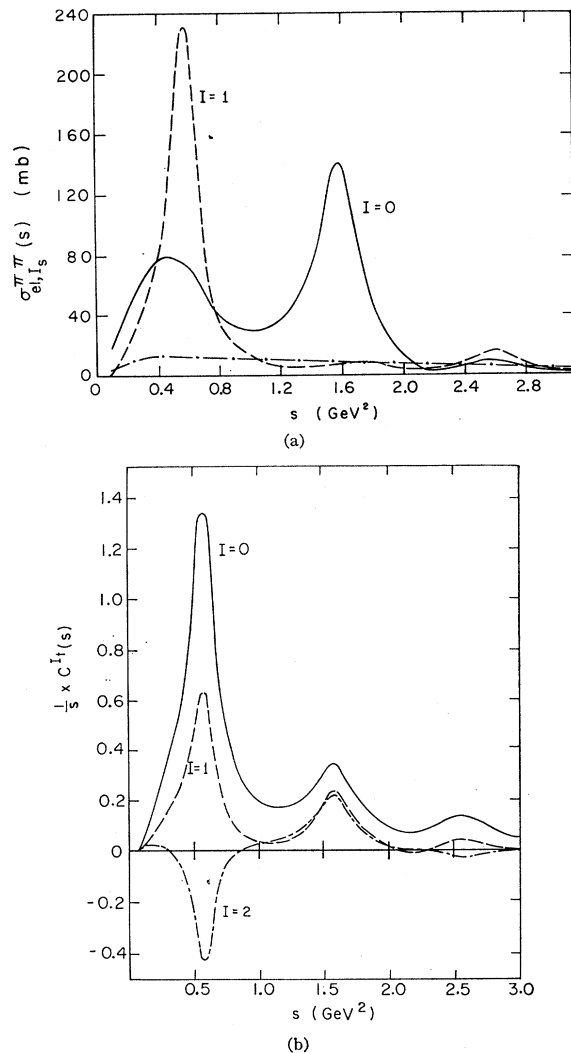 240
200
160
120
80
40
0
σ^ππ_el,I_s (s) (mb)
I=1
I=0
0 0.4 0.8 1.2 1.6 2.0 2.4 2.8
s (GeV²)
(a)
1.4
1.2
1.0
0.8
0.6
0.4
0.2
0
-0.2
-0.4
1/s × C^I_t(s)
I=0
I=1
I=2
0.5 1.0 1.5 2.0 2.5 3.0
s (GeV²)
(b)